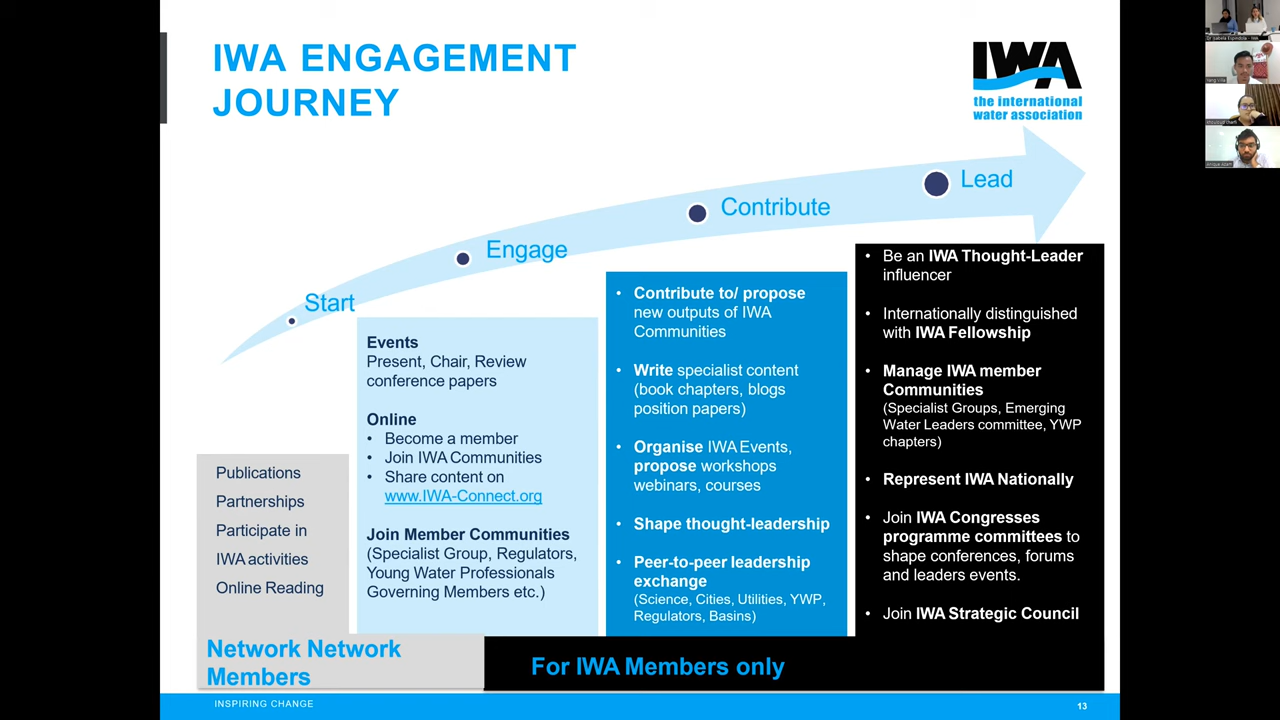 IWA ENGAGEMENT
JOURNEY
IWA
the international
water association
Start
Engage
Contribute
Lead
Publications
Partnerships
Participate in
IWA activities
Online Reading
Events
Present, Chair, Review
conference papers
Online
• Become a member
• Join IWA Communities
• Share content on
www.IWA-Connect.org
Join Member Communities
(Specialist Group, Regulators,
Young Water Professionals
Governing Members etc.)
• Contribute to/ propose
new outputs of IWA
Communities
• Write specialist content
(book chapters, blogs
position papers)
• Organise IWA Events,
propose workshops
webinars, courses
• Shape thought-leadership
• Peer-to-peer leadership
exchange
(Science, Cities, Utilities, YWP,
Regulators, Basins)
• Be an IWA Thought-Leader
influencer
• Internationally distinguished
with IWA Fellowship
• Manage IWA member
Communities
(Specialist Groups, Emerging
Water Leaders committee, YWP
chapters)
• Represent IWA Nationally
• Join IWA Congresses
programme committees to
shape conferences, forums
and leaders events.
• Join IWA Strategic Council
Network Network
Members
For IWA Members only
INSPIRING CHANGE
13